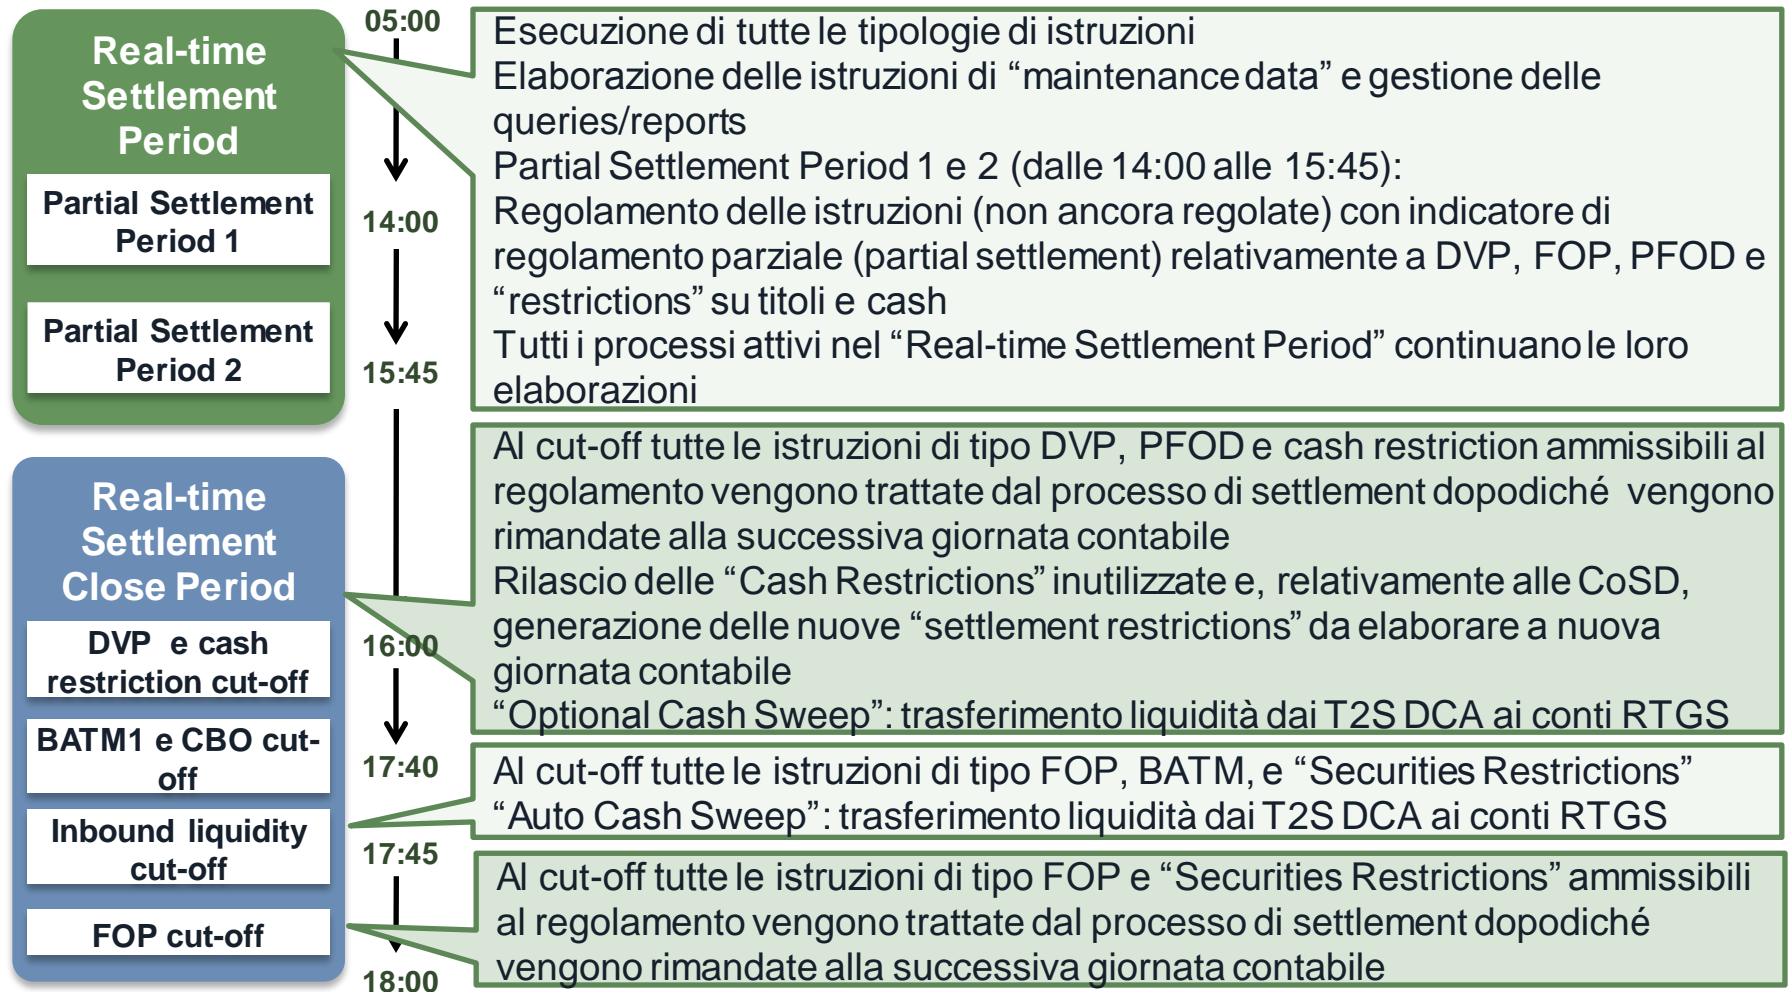 Real-time
Settlement
Period
Partial Settlement
Period 1
Partial Settlement
Period 2
05:00
14:00
15:45
Esecuzione di tutte le tipologie di istruzioni
Elaborazione delle istruzioni di “maintenance data” e gestione delle
queries/reports
Partial Settlement Period 1 e 2 (dalle 14:00 alle 15:45):
Regolamento delle istruzioni (non ancora regolate) con indicatore di
regolamento parziale (partial settlement) relativamente a DVP, FOP, PFOD e
“restrictions” su titoli e cash
Tutti i processi attivi nel “Real-time Settlement Period” continuano le loro
elaborazioni
Real-time
Settlement
Close Period
DVP e cash
restriction cut-off
BATM1 e CBO cut-
off
Inbound liquidity
cut-off
FOP cut-off
16:00
17:40
17:45
18:00
Al cut-off tutte le istruzioni di tipo DVP, PFOD e cash restriction ammissibili al
regolamento vengono trattate dal processo di settlement dopodiché vengono
rimandate alla successiva giornata contabile
Rilascio delle “Cash Restrictions” inutilizzate e, relativamente alle CoSD,
generazione delle nuove “settlement restrictions” da elaborare a nuova
giornata contabile
“Optional Cash Sweep”: trasferimento liquidità dai T2S DCA ai conti RTGS
Al cut-off tutte le istruzioni di tipo FOP, BATM, e “Securities Restrictions”
“Auto Cash Sweep”: trasferimento liquidità dai T2S DCA ai conti RTGS
Al cut-off tutte le istruzioni di tipo FOP e “Securities Restrictions” ammissibili
al regolamento vengono trattate dal processo di settlement dopodiché
vengono rimandate alla successiva giornata contabile